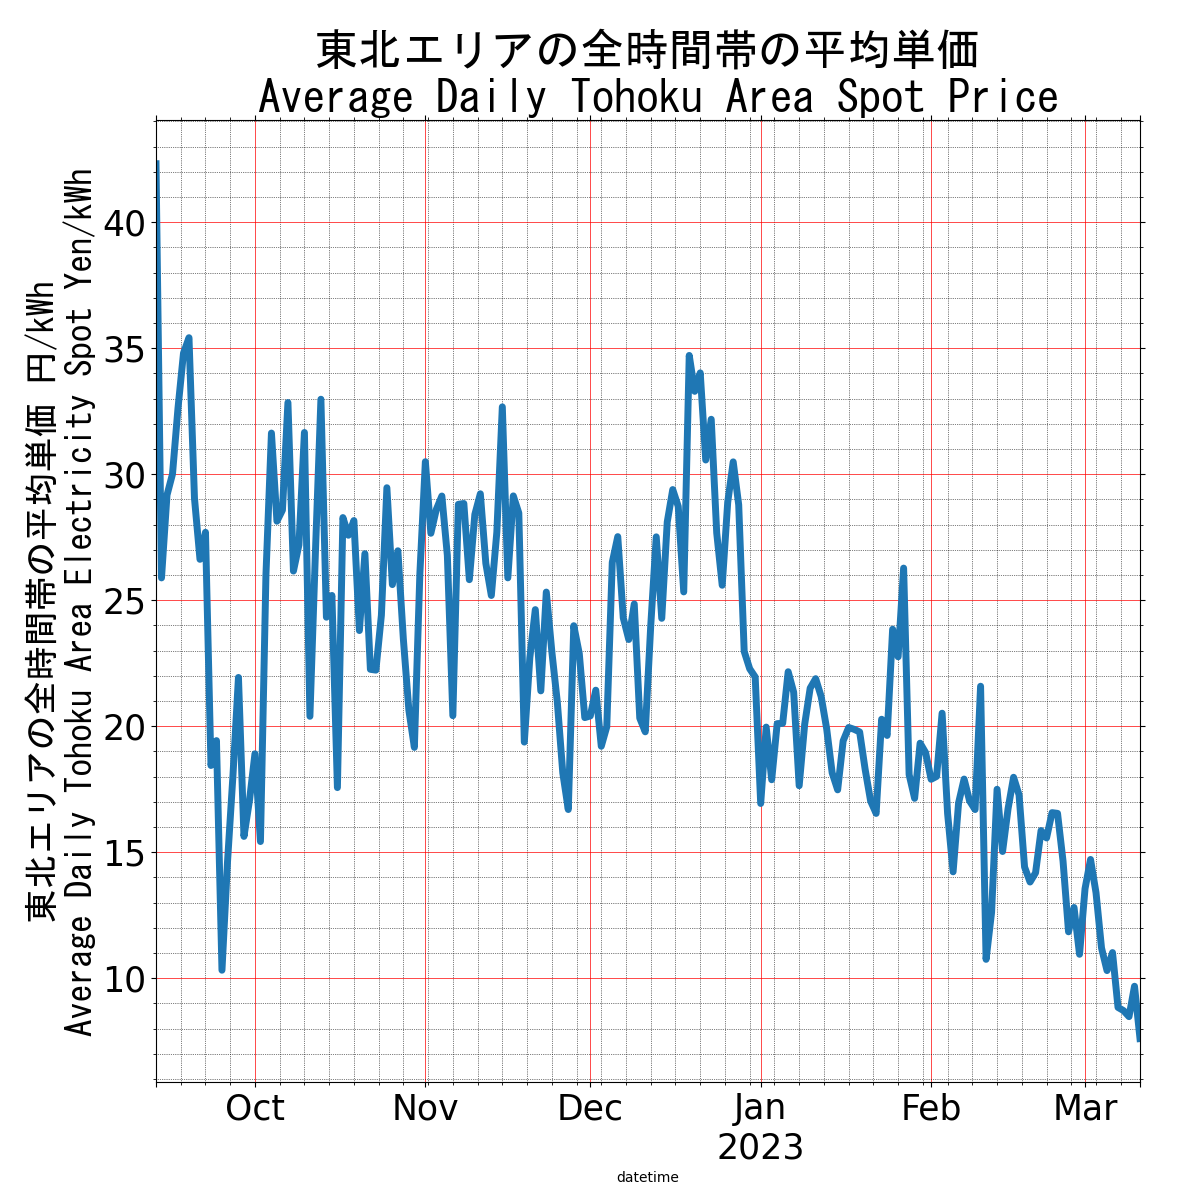 東北エリアの全時間帯の平均単価
Average Daily Tohoku Area Spot Price
東北エリアの全時間帯の平均単価 円/kWh
Average Daily Tohoku Area Electricity Spot Yen/kWh
40
35
30
25
20
15
10
Oct
Nov
Dec
Jan
2023
Feb
Mar
datetime